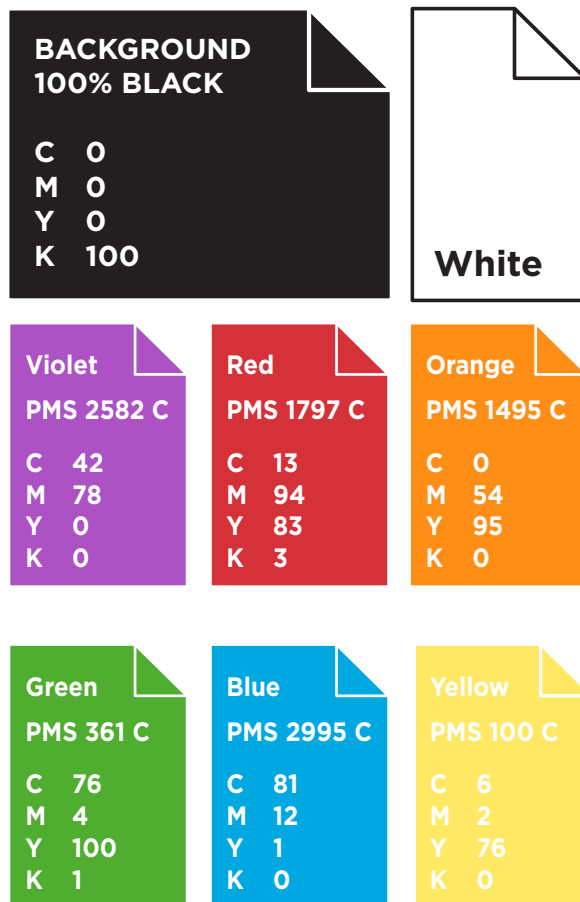 BACKGROUND
100% BLACK
C 0
M 0
Y 0
K 100
White
Violet
PMS 2582 C
C 42
M 78
Y 0
K 0
Red
PMS 1797 C
C 13
M 94
Y 83
K 3
Orange
PMS 1495 C
C 0
M 54
Y 95
K 0
Green
PMS 361 C
C 76
M 4
Y 100
K 1
Blue
PMS 2995 C
C 81
M 12
Y 1
K 0
Yellow
PMS 100 C
C 6
M 2
Y 76
K 0